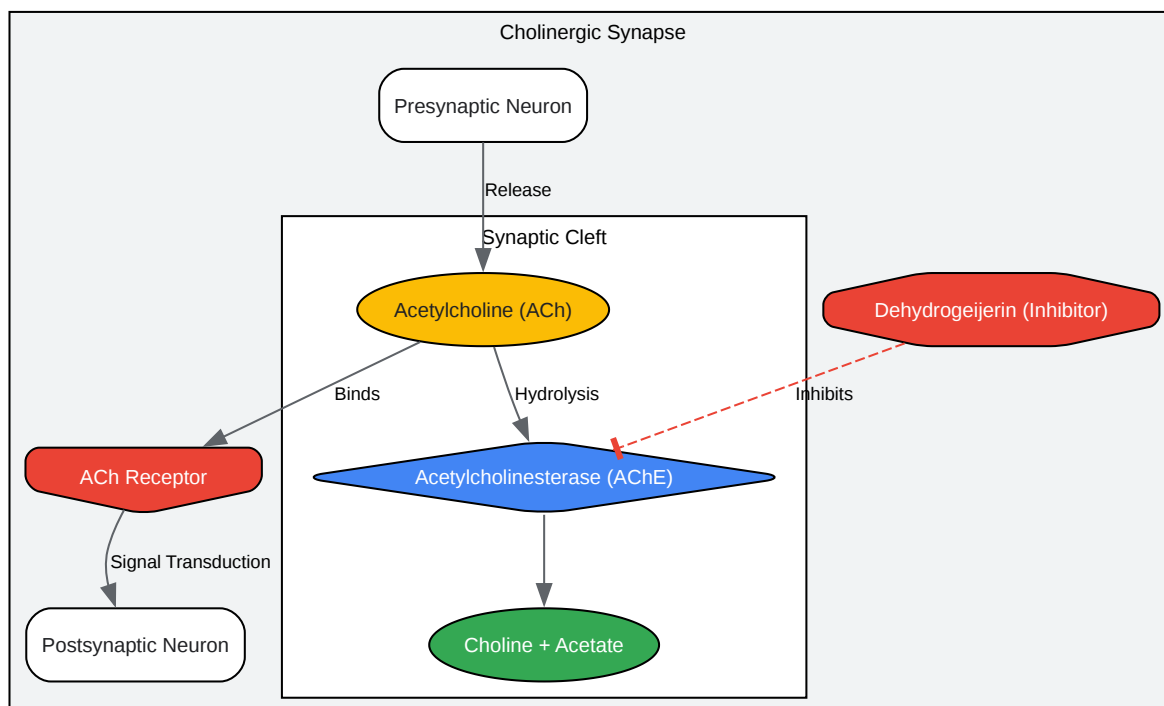 Cholinergic Synapse
Presynaptic Neuron
Release
Synaptic Cleft
Acetylcholine (ACh)
Dehydrogeijerin (Inhibitor)
Binds
Hydrolysis
Inhibits
ACh Receptor
Acetylcholinesterase (AChE)
Signal Transduction
Postsynaptic Neuron
Choline + Acetate